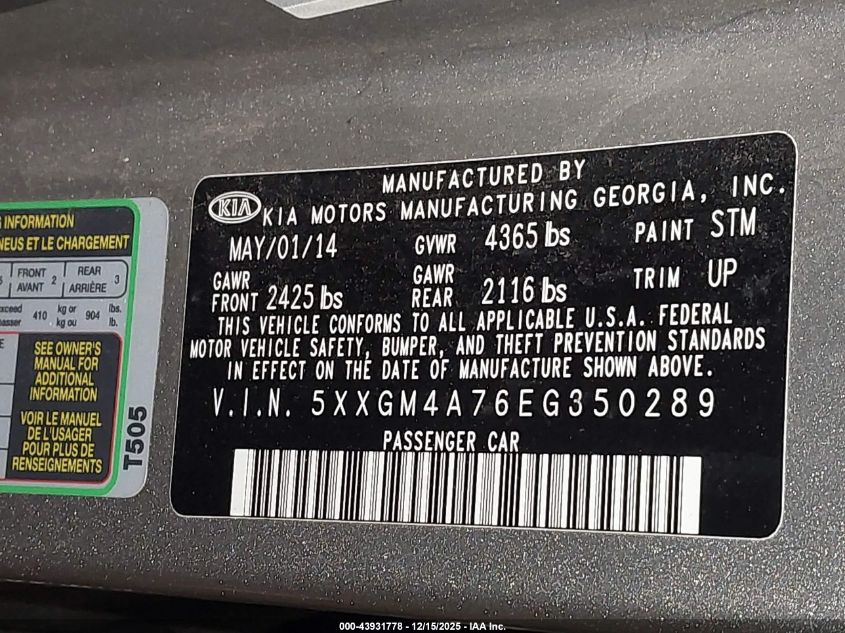 MANUFACTURED BY
KIA KIA MOTORS MANUFACTURING GEORGIA, INC.
MAY/01/14 GVWR 4365 lbs PAINT STM
GAWR FRONT 2425 lbs GAWR REAR 2116 lbs TRIM UP
THIS VEHICLE CONFORMS TO ALL APPLICABLE U.S.A. FEDERAL
MOTOR VEHICLE SAFETY, BUMPER, AND THEFT PREVENTION STANDARDS
IN EFFECT ON THE DATE OF MANUFACTURE SHOWN ABOVE.
V.I.N. 5XXGM4A76EG350289
PASSENGER CAR
INFORMATION
ET LE CHARGEMENT
FRONT AVANT 2 REAR ARRIÈRE 3
410 kg or kg ou 904 lbs. lb.
SEE OWNER'S
MANUAL FOR
ADDITIONAL
INFORMATION
VOIR LE MANUEL
DE L'USAGER
POUR PLUS DE
RENSEIGNEMENTS
T505
000-43931778 - 12/15/2025 - IAA Inc.